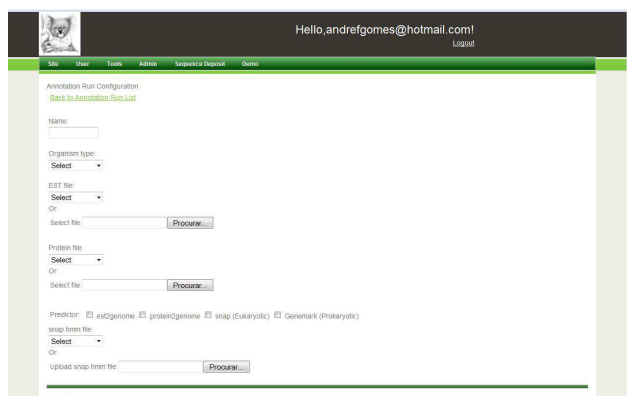 Hello,andrefgomes@hotmail.com!
Logout
Site User Tools Admin Sequence Deposit Demo
Annotation Run Configuration
Back to Annotation Run List
Name:
Organism type:
Select
EST file:
Select
Or
Select file: Procurar...
Protein file:
Select
Or
Select file: Procurar...
Predictor: est2genome protein2genome snap (Eukaryotic) Genemark (Prokaryotic)
snap hmm file:
Select
Or
Upload snap hmm file: Procurar...